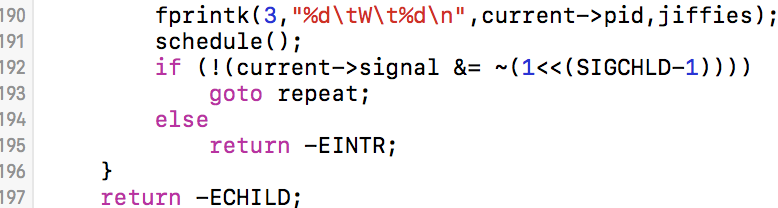 190 fprintk(3,"%d\tW\t%d\n",current->pid,jiffies);
191 schedule();
192 if (!(current->signal &= ~(1<<(SIGCHLD-1))))
193 goto repeat;
194 else
195 return -EINTR;
196 }
197 return -ECHILD;